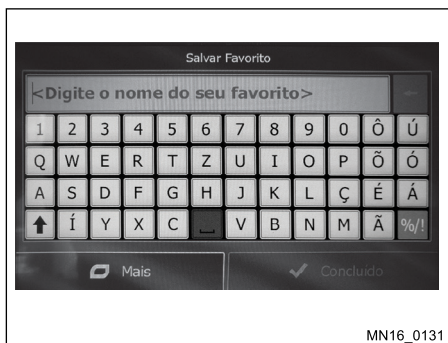 Salvar Favorito
<Digite o nome do seu favorito>
1 2 3 4 5 6 7 8 9 0 Ô Ú
Q W E R T Z U I O P Õ Ó
A S D F G H J K L Ç É Á
Í Y X C V B N M Ã %/!
Mais Concluído
MN16_0131